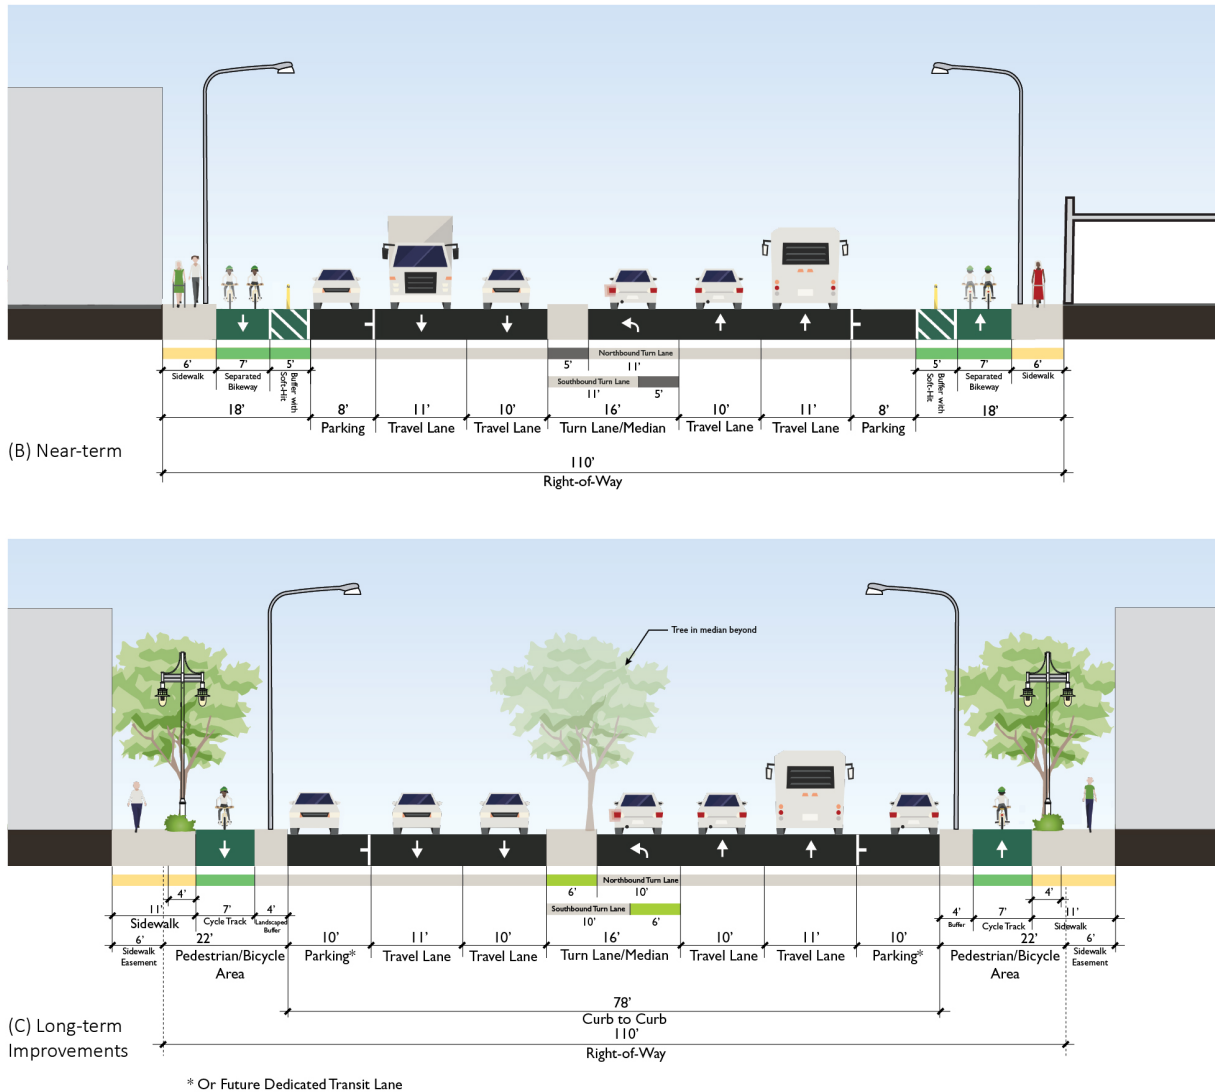 Northbound Turn Lane
6’ 7’ 5’ 5’ 11’ 5’ 7’ 6’
Sidewalk Separated Bikeway Buffer with Soft-Hit Southbound Turn Lane Buffer with Soft-Hit Separated Bikeway Sidewalk
11’ 5’
18’ 8’ 11’ 10’ 16’ 10’ 11’ 8’ 18’
Parking Travel Lane Travel Lane Turn Lane/Median Travel Lane Travel Lane Parking
(B) Near-term
110’
Right-of-Way
Tree in median beyond
Northbound Turn Lane
4’ 6’ 10’ 4’
11’ 7’ 4’ Southbound Turn Lane 4’ 7’ 11’
Sidewalk Cycle Track Landscaped Buffer 10’ 6’ Buffer Cycle Track Sidewalk
6’ 22’ 10’ 11’ 10’ 16’ 10’ 11’ 10’ 22’ 6’
Sidewalk Easement Pedestrian/Bicycle Area Parking* Travel Lane Travel Lane Turn Lane/Median Travel Lane Travel Lane Parking* Pedestrian/Bicycle Area Sidewalk Easement
78’
Curb to Curb
(C) Long-term
Improvements
110’
Right-of-Way
* Or Future Dedicated Transit Lane